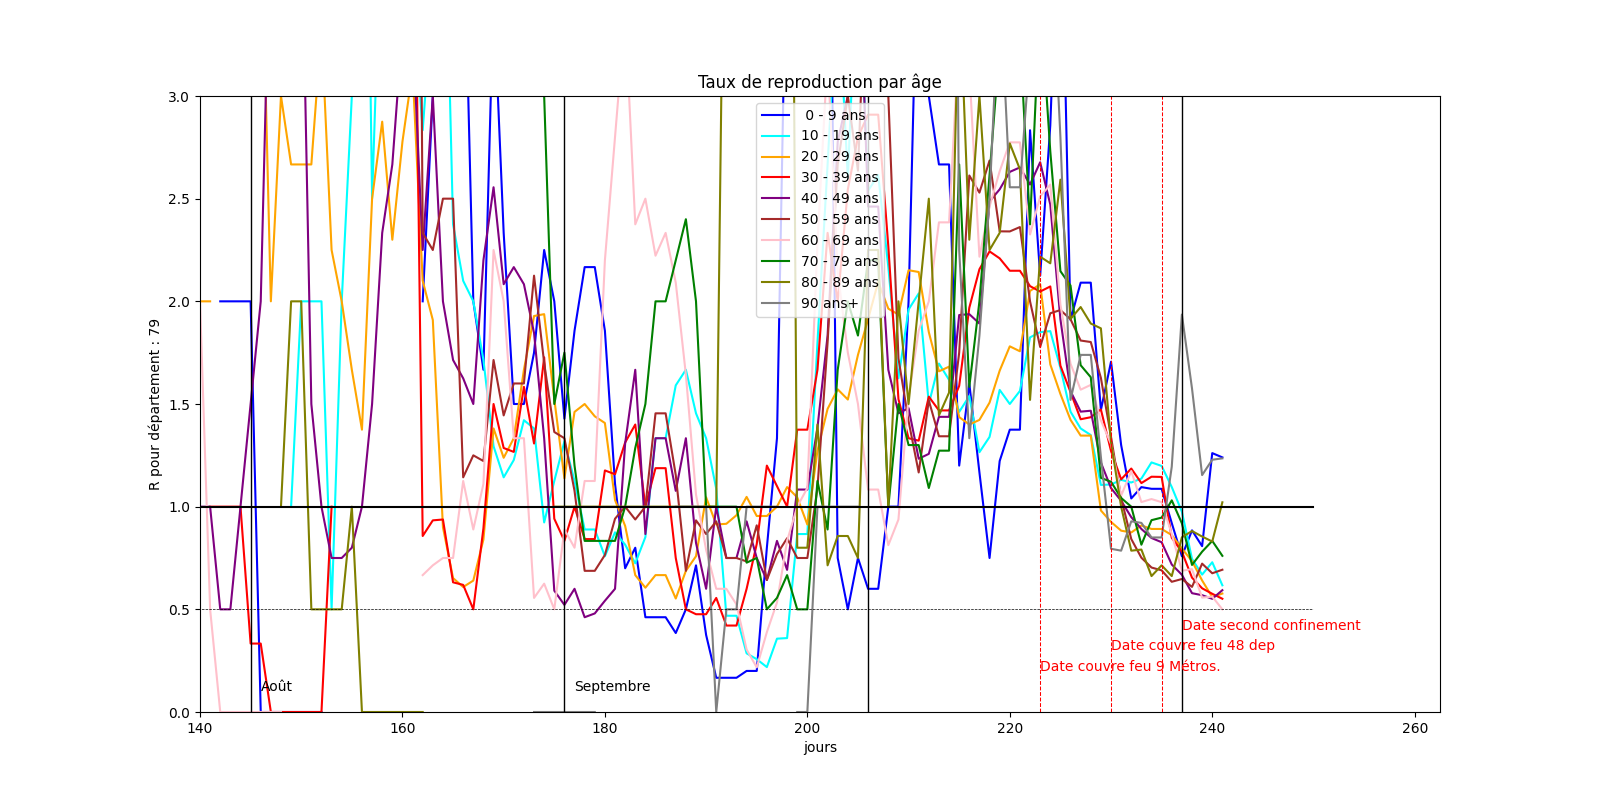 Taux de reproduction par âge
R pour département : 79
3.0
2.5
2.0
1.5
1.0
0.5
0.0
0 - 9 ans
10 - 19 ans
20 - 29 ans
30 - 39 ans
40 - 49 ans
50 - 59 ans
60 - 69 ans
70 - 79 ans
80 - 89 ans
90 ans+
Date second confinement
Date couvre feu 48 dep
Date couvre feu 9 Métros.
Août
Septembre
140
160
180
200
220
240
260
jours